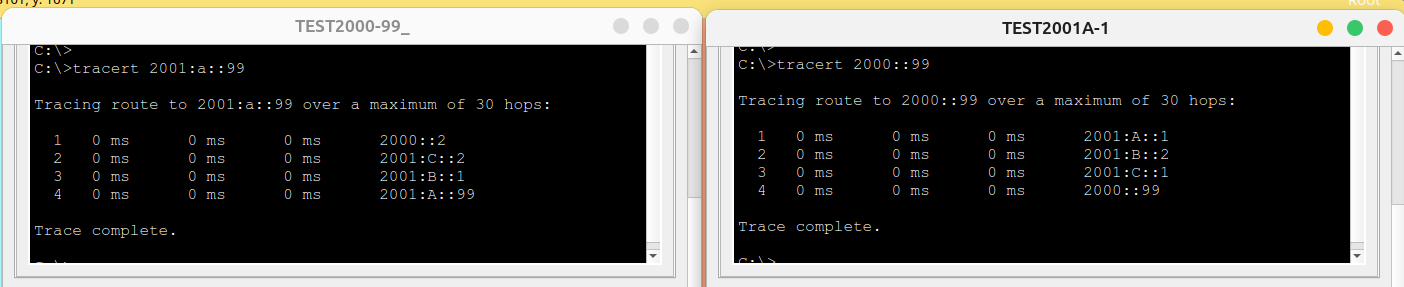 Root
TEST2000-99_
C:\>
C:\>tracert 2001:a::99
Tracing route to 2001:a::99 over a maximum of 30 hops:
1 0 ms 0 ms 0 ms 2000::2
2 0 ms 0 ms 0 ms 2001:C::2
3 0 ms 0 ms 0 ms 2001:B::1
4 0 ms 0 ms 0 ms 2001:A::99
Trace complete.
TEST2001A-1
C:\>
C:\>tracert 2000::99
Tracing route to 2000::99 over a maximum of 30 hops:
1 0 ms 0 ms 0 ms 2001:A::1
2 0 ms 0 ms 0 ms 2001:B::2
3 0 ms 0 ms 0 ms 2001:C::1
4 0 ms 0 ms 0 ms 2000::99
Trace complete.
C:\>